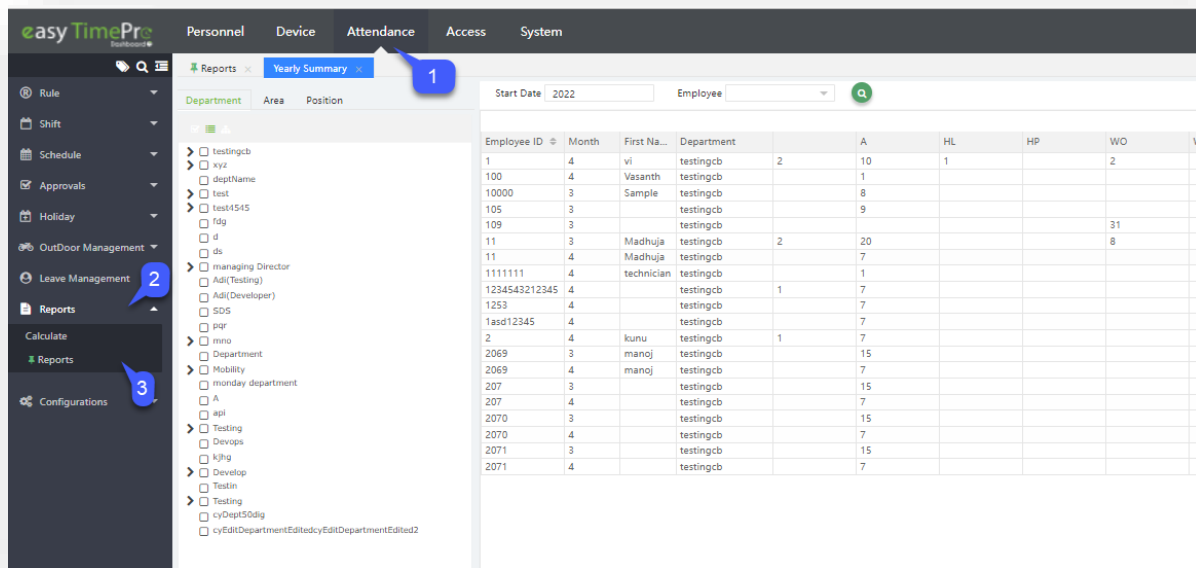 easy TimePro
Dashboard
Personnel Device Attendance Access System
1
Reports Yearly Summary
Rule
Shift
Schedule
Approvals
Holiday
OutDoor Management
Leave Management
2
Reports
Calculate
Reports
3
Configurations
Department Area Position
testingcb
xyz
deptName
test
test4545
fdg
d
ds
managing Director
Adi(Testing)
Adi(Developer)
SDS
pqr
mno
Department
Mobility
monday department
A
api
Testing
Devops
kjhg
Develop
Testin
Testing
cyDept50dig
cyEditDepartmentEditedcyEditDepartmentEdited2
Start Date 2022 Employee
Employee ID Month First Na... Department A HL HP WO
1 4 vi testingcb 2 10 1 2
100 4 Vasanth testingcb 1
10000 3 Sample testingcb 8
105 3 testingcb 9
109 3 testingcb 31
11 3 Madhuja testingcb 2 20 8
11 4 Madhuja testingcb 7
1111111 4 technician testingcb 1
1234543212345 4 testingcb 1 7
1253 4 testingcb 7
1asd12345 4 testingcb 7
2 4 kunu testingcb 1 7
2069 3 manoj testingcb 15
2069 4 manoj testingcb 7
207 3 testingcb 15
207 4 testingcb 7
2070 3 testingcb 15
2070 4 testingcb 7
2071 3 testingcb 15
2071 4 testingcb 7